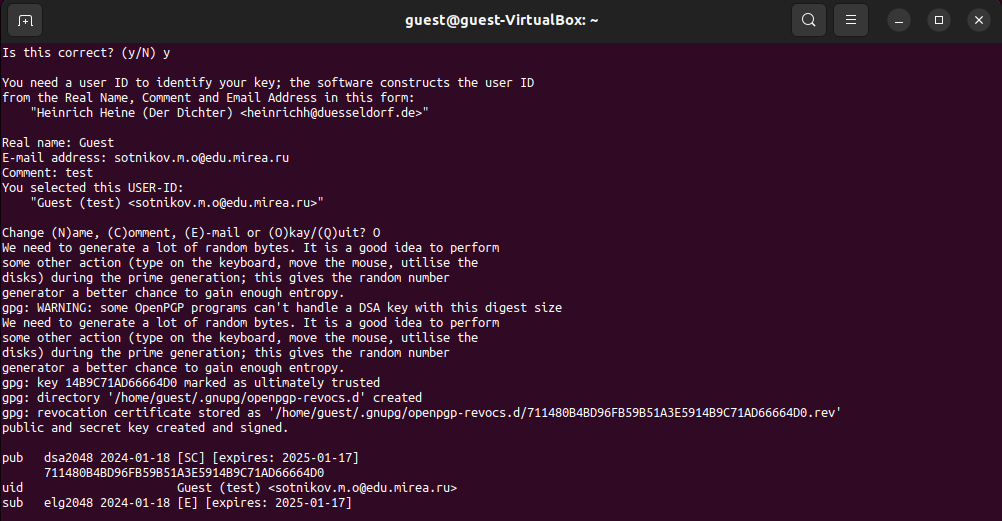 guest@guest-VirtualBox: ~
Is this correct? (y/N) y
You need a user ID to identify your key; the software constructs the user ID
from the Real Name, Comment and Email Address in this form:
"Heinrich Heine (Der Dichter) <heinrichh@duesseldorf.de>"
Real name: Guest
E-mail address: sotnikov.m.o@edu.mirea.ru
Comment: test
You selected this USER-ID:
"Guest (test) <sotnikov.m.o@edu.mirea.ru>"
Change (N)ame, (C)omment, (E)-mail or (O)kay/(Q)uit? O
We need to generate a lot of random bytes. It is a good idea to perform
some other action (type on the keyboard, move the mouse, utilise the
disks) during the prime generation; this gives the random number
generator a better chance to gain enough entropy.
gpg: WARNING: some OpenPGP programs can't handle a DSA key with this digest size
We need to generate a lot of random bytes. It is a good idea to perform
some other action (type on the keyboard, move the mouse, utilise the
disks) during the prime generation; this gives the random number
generator a better chance to gain enough entropy.
gpg: key 14B9C71AD66664D0 marked as ultimately trusted
gpg: directory '/home/guest/.gnupg/openpgp-revocs.d' created
gpg: revocation certificate stored as '/home/guest/.gnupg/openpgp-revocs.d/711480B4BD96FB59B51A3E5914B9C71AD66664D0.rev'
public and secret key created and signed.
pub   dsa2048 2024-01-18 [SC] [expires: 2025-01-17]
711480B4BD96FB59B51A3E5914B9C71AD66664D0
uid                      Guest (test) <sotnikov.m.o@edu.mirea.ru>
sub   elg2048 2024-01-18 [E] [expires: 2025-01-17]